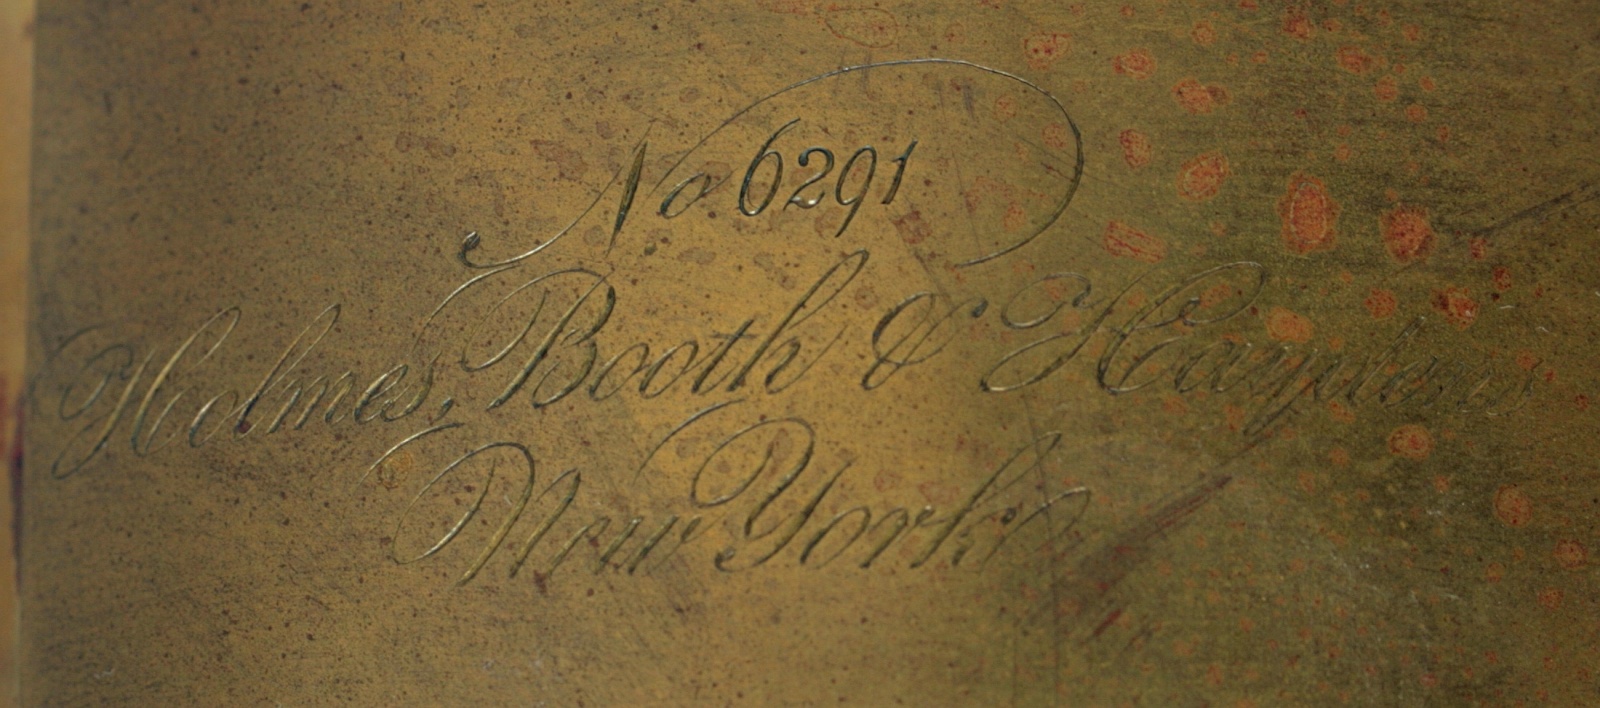 No 6291
Holmes, Booth & Haydens
New York